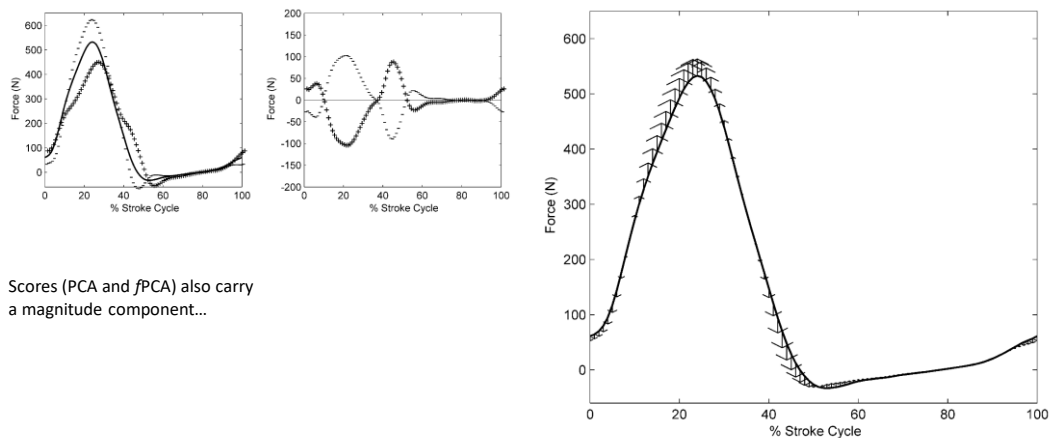 600
500
400
300
200
100
0
Force (N)
0 20 40 60 80 100
% Stroke Cycle
200
150
100
50
0
-50
-100
-150
-200
Force (N)
0 20 40 60 80 100
% Stroke Cycle
Scores (PCA and fPCA) also carry
a magnitude component…
600
500
400
300
200
100
0
Force (N)
0 20 40 60 80 100
% Stroke Cycle